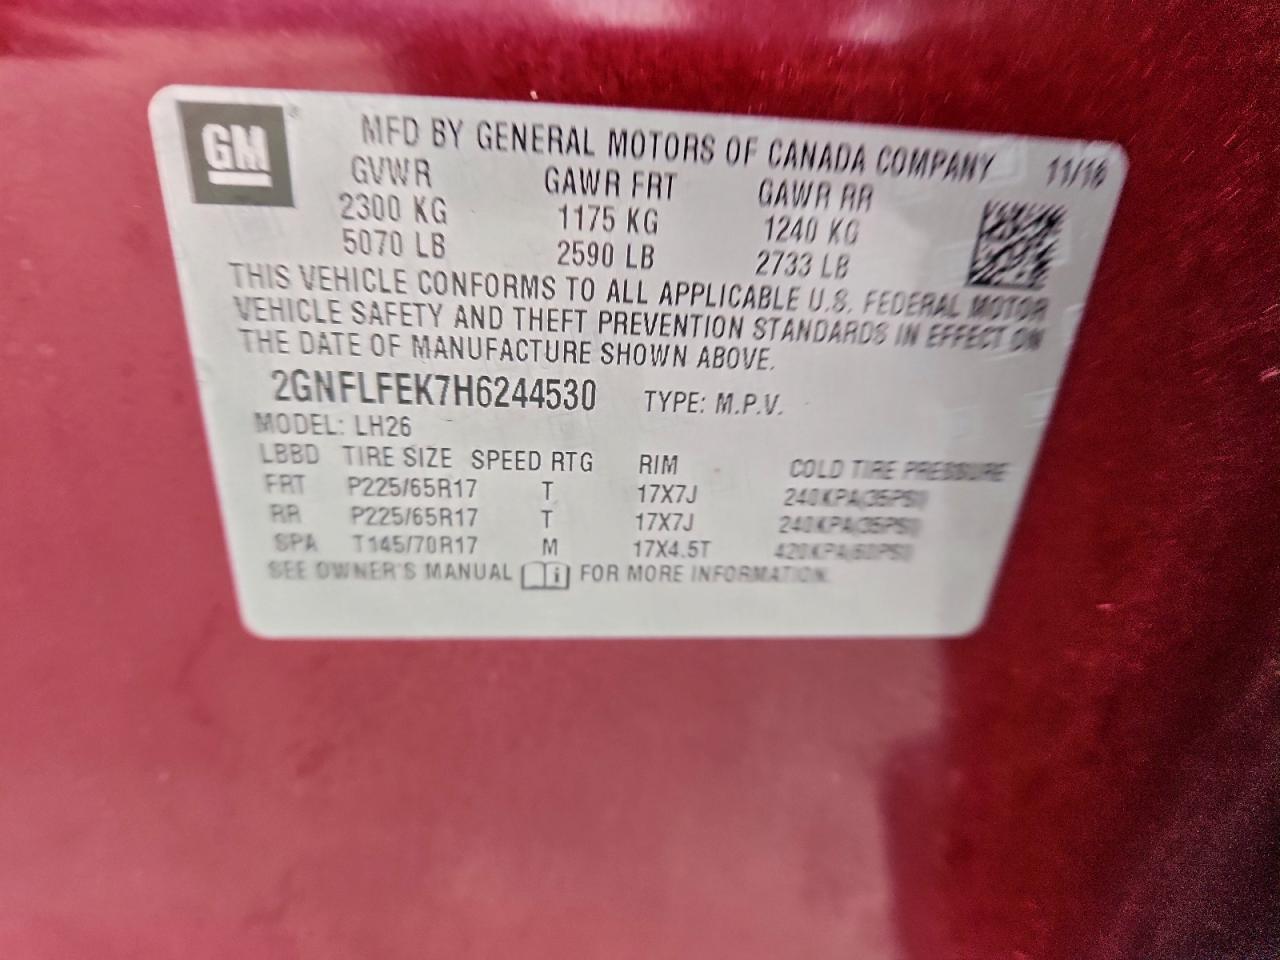 GM ® MFD BY GENERAL MOTORS OF CANADA COMPANY 11/16
GVWR GAWR FRT GAWR RR
2300 KG 1175 KG 1240 KG
5070 LB 2590 LB 2733 LB
THIS VEHICLE CONFORMS TO ALL APPLICABLE U.S. FEDERAL MOTOR
VEHICLE SAFETY AND THEFT PREVENTION STANDARDS IN EFFECT ON
THE DATE OF MANUFACTURE SHOWN ABOVE.
2GNFLFEK7H6244530 TYPE: M.P.V.
MODEL: LH26
LBBD TIRE SIZE SPEED RTG RIM COLD TIRE PRESSURE
FRT P225/65R17 T 17X7J 240KPA(35PSI)
RR P225/65R17 T 17X7J 240KPA(35PSI)
SPA T145/70R17 M 17X4.5T 420KPA(60PSI)
SEE OWNER'S MANUAL i FOR MORE INFORMATION.